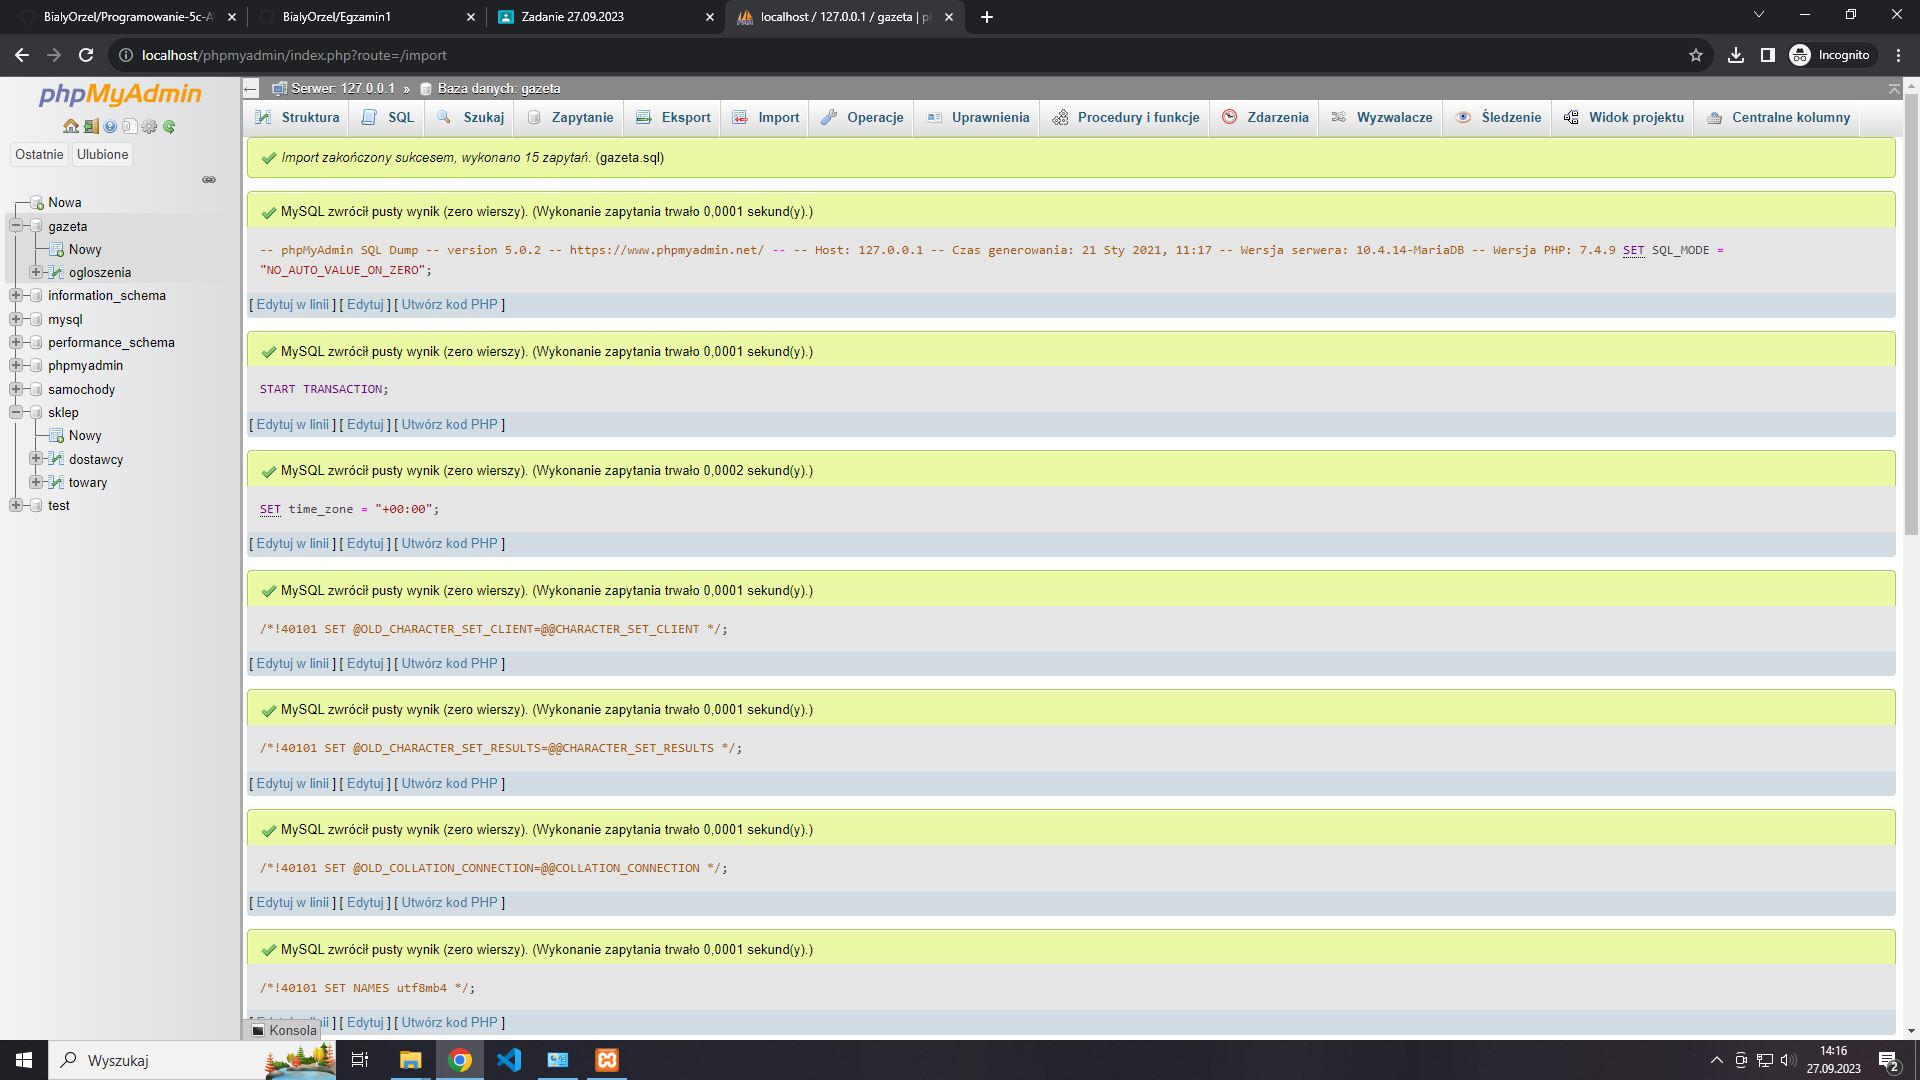 BialyOrzel/Programowanie-5c-A
BialyOrzel/Egzamin1
Zadanie 27.09.2023
localhost / 127.0.0.1 / gazeta | p
localhost/phpmyadmin/index.php?route=/import
Incognito
phpMyAdmin
Ostatnie
Ulubione
Nowa
gazeta
Nowy
ogloszenia
information_schema
mysql
performance_schema
phpmyadmin
samochody
sklep
Nowy
dostawcy
towary
test
Serwer: 127.0.0.1 » Baza danych: gazeta
Struktura SQL Szukaj Zapytanie Eksport Import Operacje Uprawnienia Procedury i funkcje Zdarzenia Wyzwalacze Śledzenie Widok projektu Centralne kolumny
Import zakończony sukcesem, wykonano 15 zapytań. (gazeta.sql)
MySQL zwrócił pusty wynik (zero wierszy). (Wykonanie zapytania trwało 0,0001 sekund(y).)
-- phpMyAdmin SQL Dump -- version 5.0.2 -- https://www.phpmyadmin.net/ -- -- Host: 127.0.0.1 -- Czas generowania: 21 Sty 2021, 11:17 -- Wersja serwera: 10.4.14-MariaDB -- Wersja PHP: 7.4.9 SET SQL_MODE =
"NO_AUTO_VALUE_ON_ZERO";
[ Edytuj w linii ] [ Edytuj ] [ Utwórz kod PHP ]
MySQL zwrócił pusty wynik (zero wierszy). (Wykonanie zapytania trwało 0,0001 sekund(y).)
START TRANSACTION;
[ Edytuj w linii ] [ Edytuj ] [ Utwórz kod PHP ]
MySQL zwrócił pusty wynik (zero wierszy). (Wykonanie zapytania trwało 0,0002 sekund(y).)
SET time_zone = "+00:00";
[ Edytuj w linii ] [ Edytuj ] [ Utwórz kod PHP ]
MySQL zwrócił pusty wynik (zero wierszy). (Wykonanie zapytania trwało 0,0001 sekund(y).)
/*!40101 SET @OLD_CHARACTER_SET_CLIENT=@@CHARACTER_SET_CLIENT */;
[ Edytuj w linii ] [ Edytuj ] [ Utwórz kod PHP ]
MySQL zwrócił pusty wynik (zero wierszy). (Wykonanie zapytania trwało 0,0001 sekund(y).)
/*!40101 SET @OLD_CHARACTER_SET_RESULTS=@@CHARACTER_SET_RESULTS */;
[ Edytuj w linii ] [ Edytuj ] [ Utwórz kod PHP ]
MySQL zwrócił pusty wynik (zero wierszy). (Wykonanie zapytania trwało 0,0001 sekund(y).)
/*!40101 SET @OLD_COLLATION_CONNECTION=@@COLLATION_CONNECTION */;
[ Edytuj w linii ] [ Edytuj ] [ Utwórz kod PHP ]
MySQL zwrócił pusty wynik (zero wierszy). (Wykonanie zapytania trwało 0,0001 sekund(y).)
/*!40101 SET NAMES utf8mb4 */;
] [ Edytuj ] [ Utwórz kod PHP ]
Konsola
Wyszukaj
14:16
27.09.2023
2